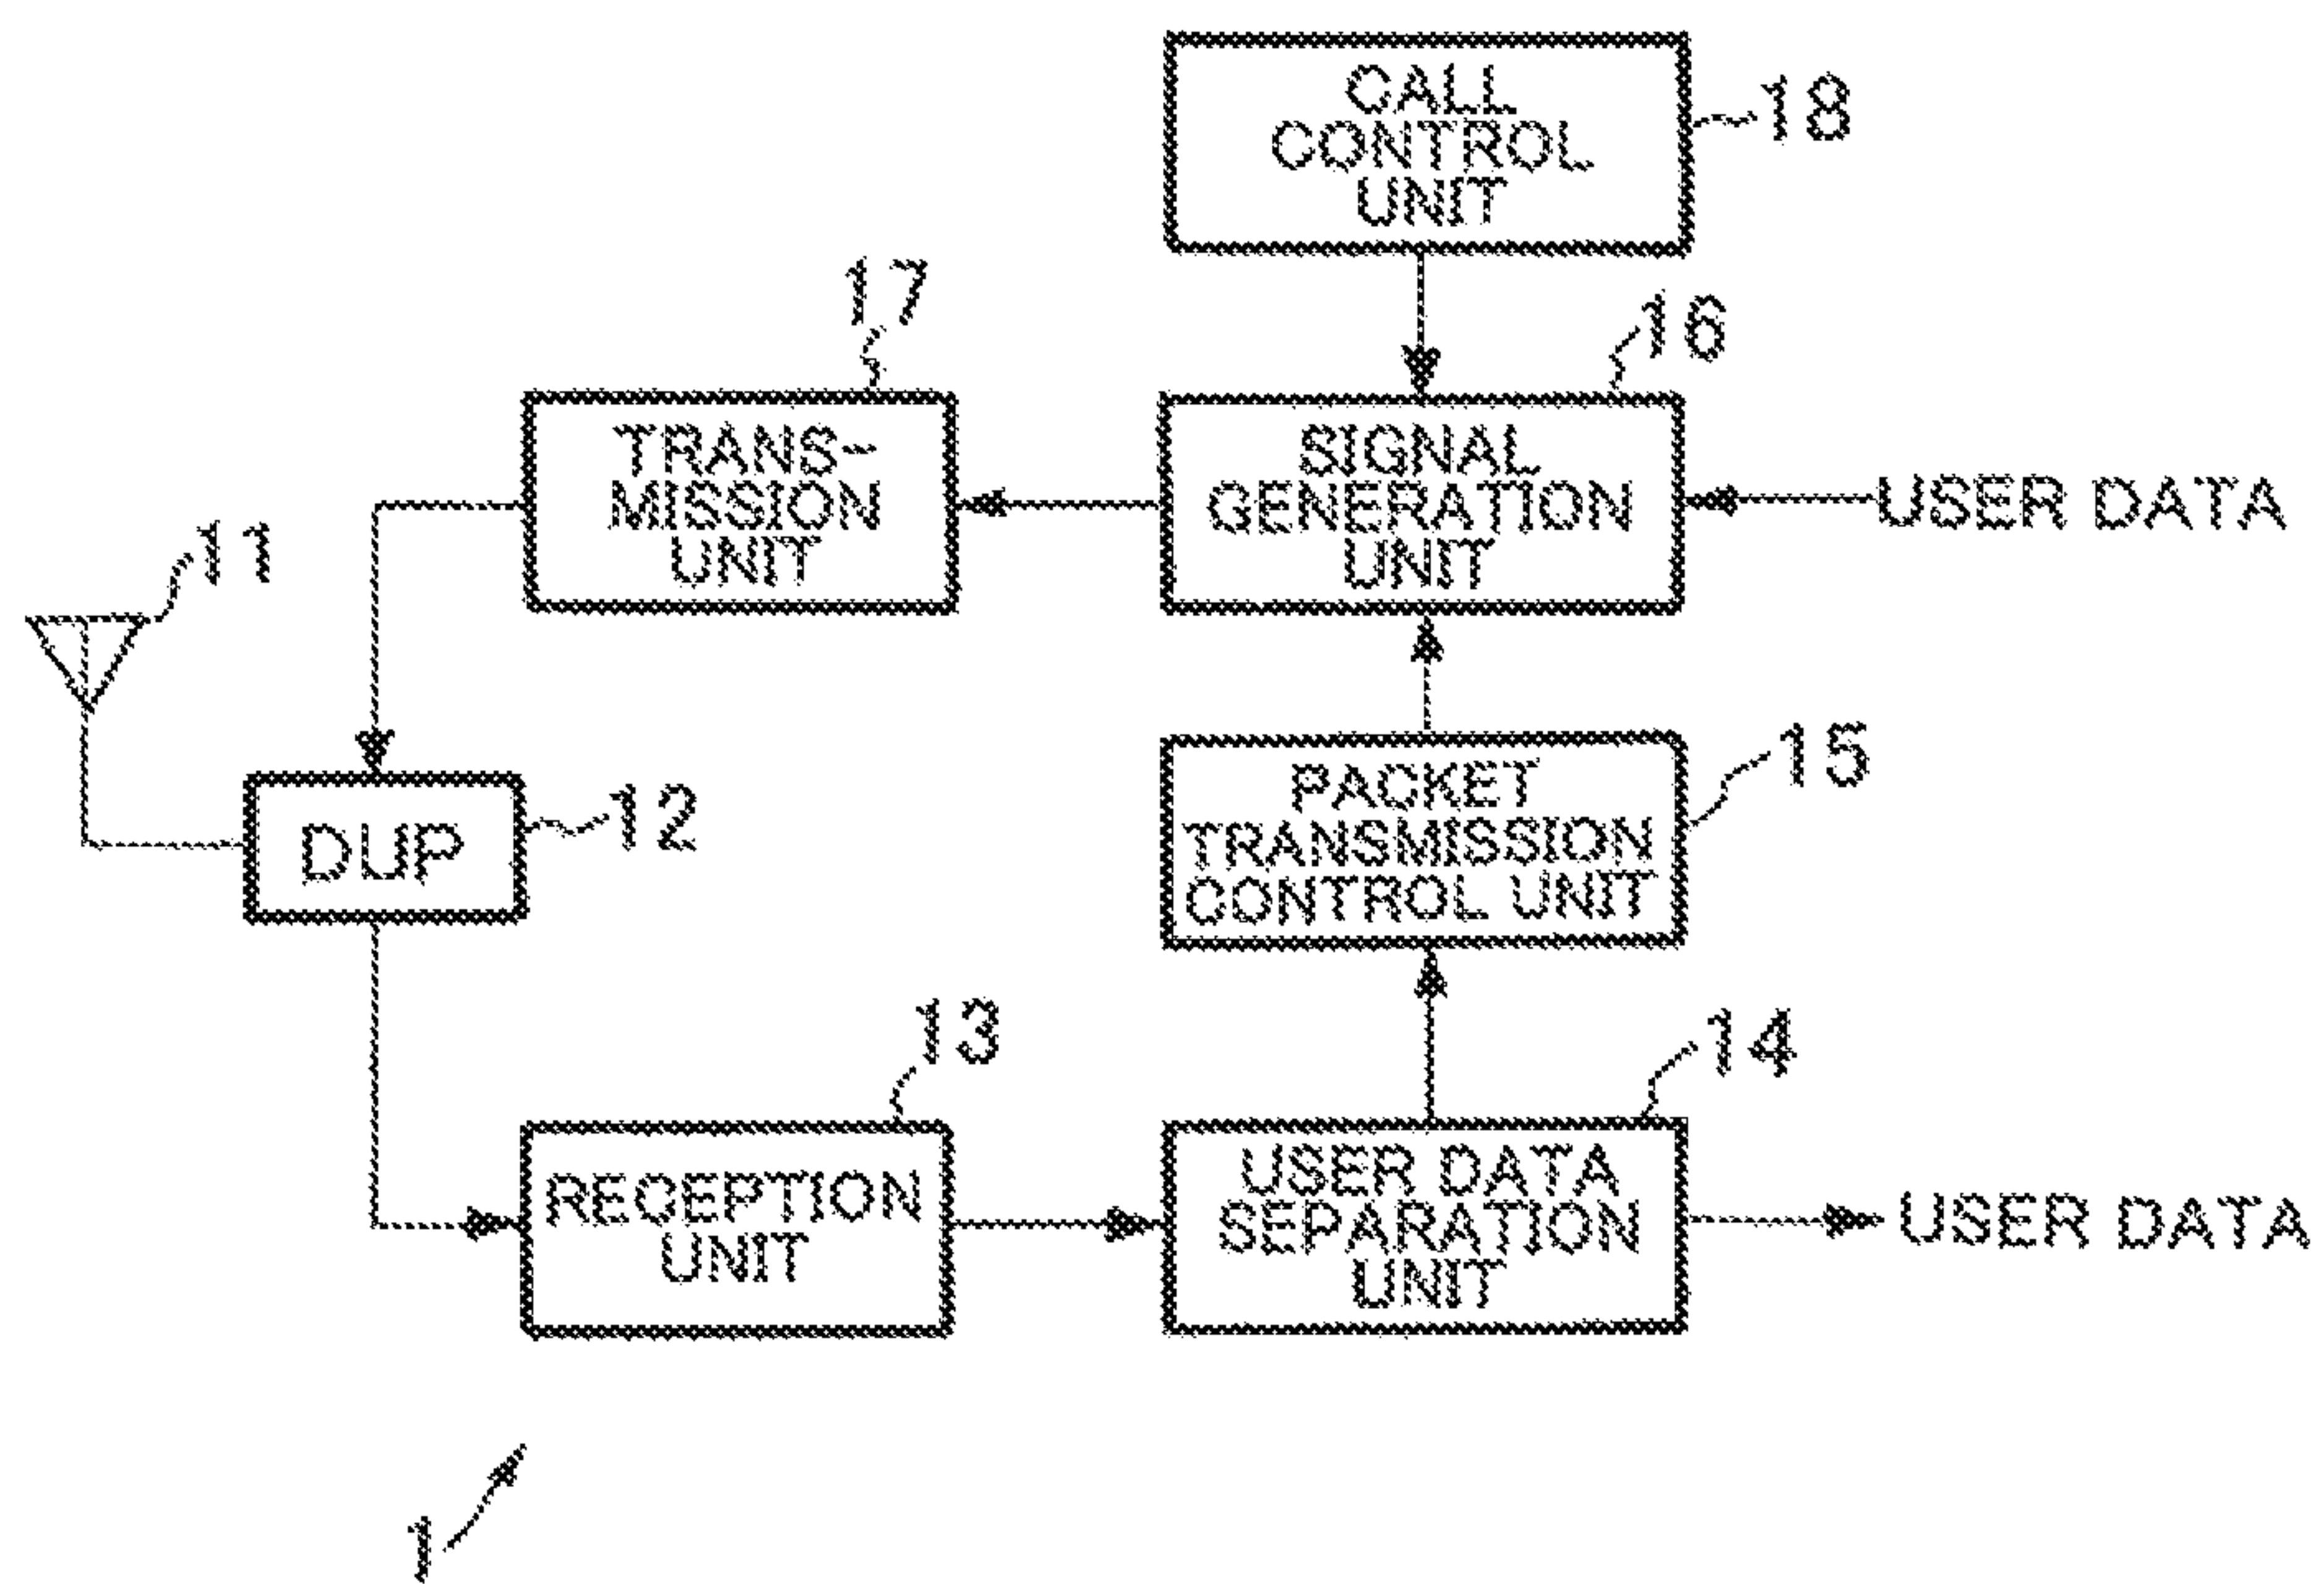 CALL
CONTROL
UNIT
18
17
16
TRANS-
MISSION
UNIT
SIGNAL
GENERATION
UNIT
USER DATA
11
15
DUP
12
PACKET
TRANSMISSION
CONTROL UNIT
13
14
RECEPTION
UNIT
USER DATA
SEPARATION
UNIT
USER DATA
1